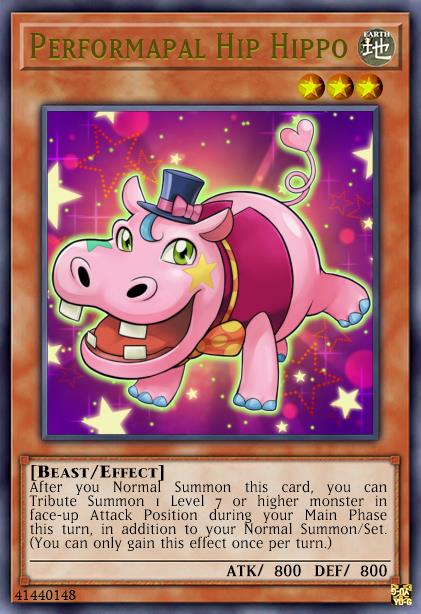 PERFORMAPAL HIP HIPPO
EARTH
地
[BEAST/EFFECT]
After you Normal Summon this card, you can
Tribute Summon 1 Level 7 or higher monster in
face-up Attack Position during your Main Phase
this turn, in addition to your Normal Summon/Set.
(You can only gain this effect once per turn.)
ATK/ 800 DEF/ 800
41440148